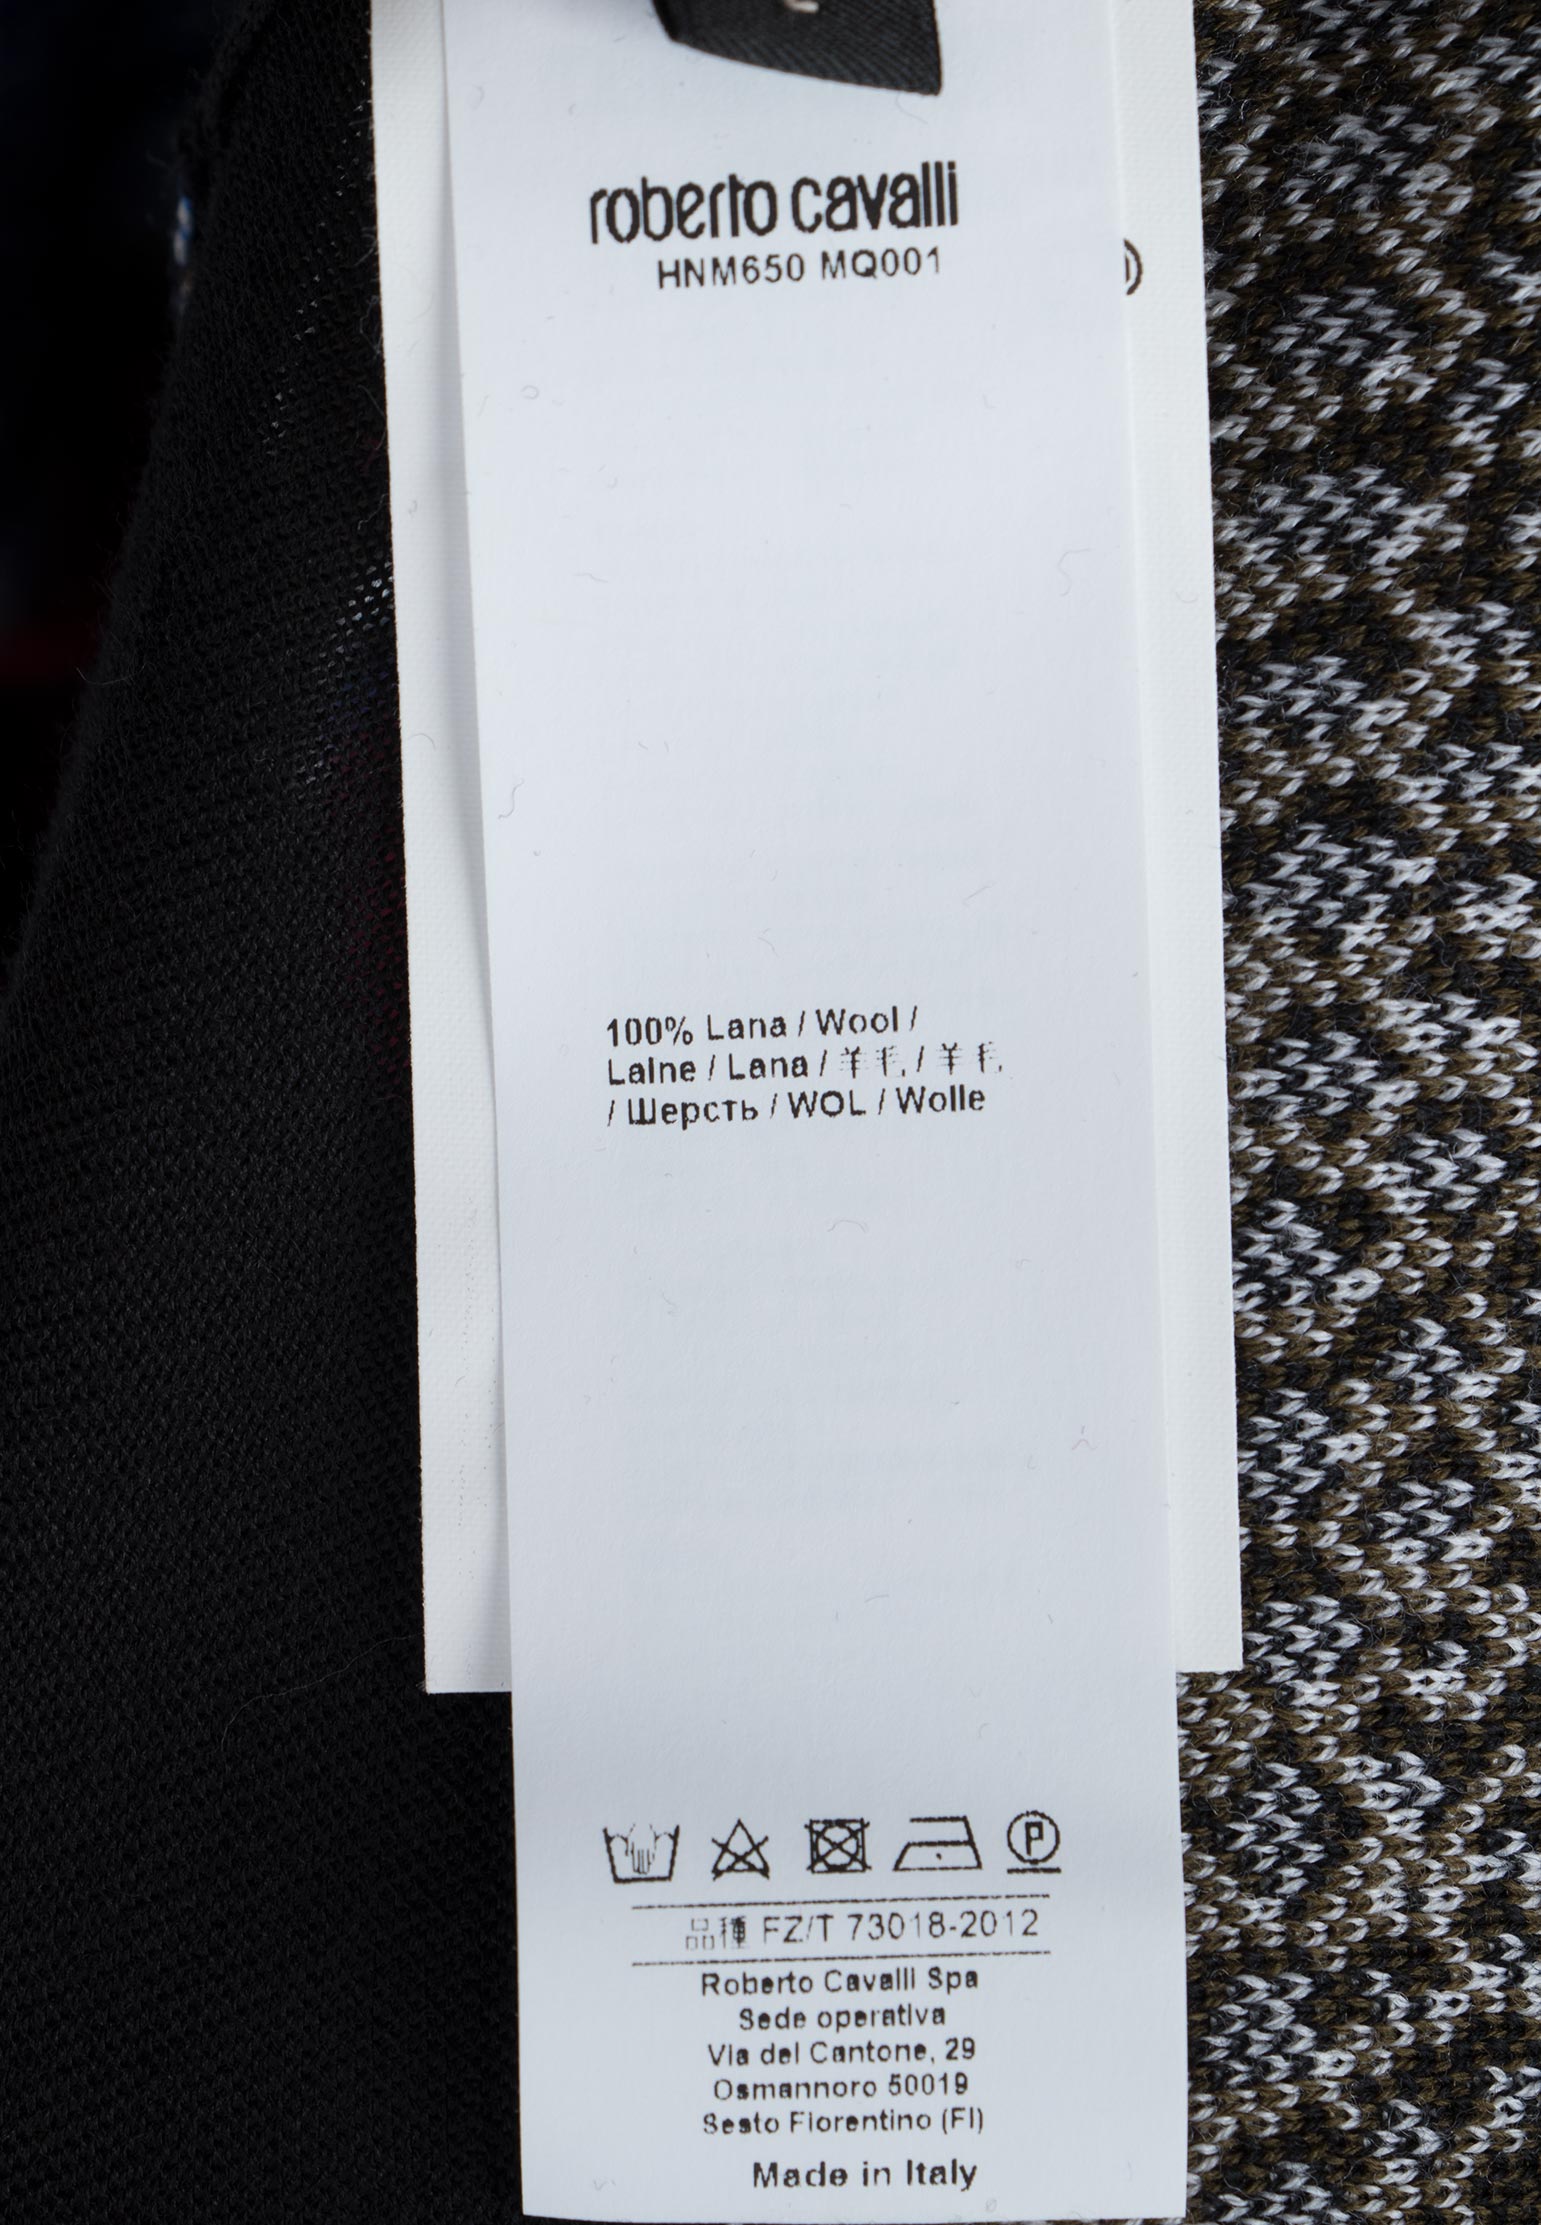 roberto cavalli
HNM650 MQ001
100% Lana / Wool /
Laine / Lana / 羊毛 / 羊毛
/ Шерсть / WOL / Wolle
P
品種 FZ/T 73018-2012
Roberto Cavalli Spa
Sede operativa
Via del Cantone, 29
Osmannoro 50019
Sesto Fiorentino (FI)
Made in Italy